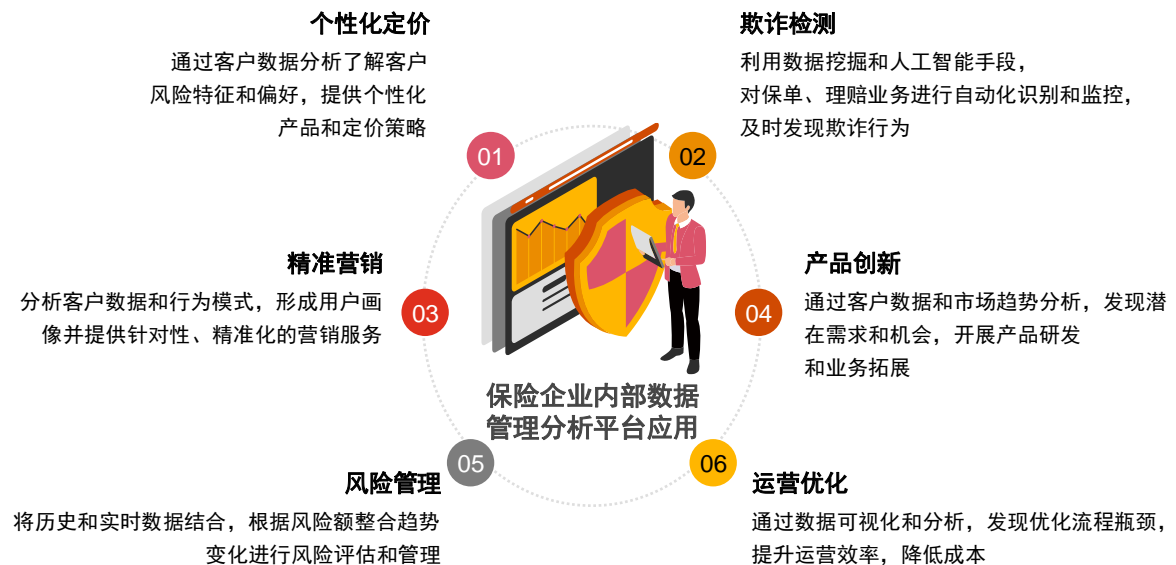 个性化定价
通过客户数据分析了解客户
风险特征和偏好，提供个性化
产品和定价策略
01
欺诈检测
利用数据挖掘和人工智能手段，
对保单、理赔业务进行自动化识别和监控，
及时发现欺诈行为
02
精准营销
分析客户数据和行为模式，形成用户画
像并提供针对性、精准化的营销服务
03
产品创新
通过客户数据和市场趋势分析，发现潜
在需求和机会，开展产品研发
和业务拓展
04
保险企业内部数据
管理分析平台应用
05
风险管理
将历史和实时数据结合，根据风险额整合趋势
变化进行风险评估和管理
06
运营优化
通过数据可视化和分析，发现优化流程瓶颈，
提升运营效率，降低成本